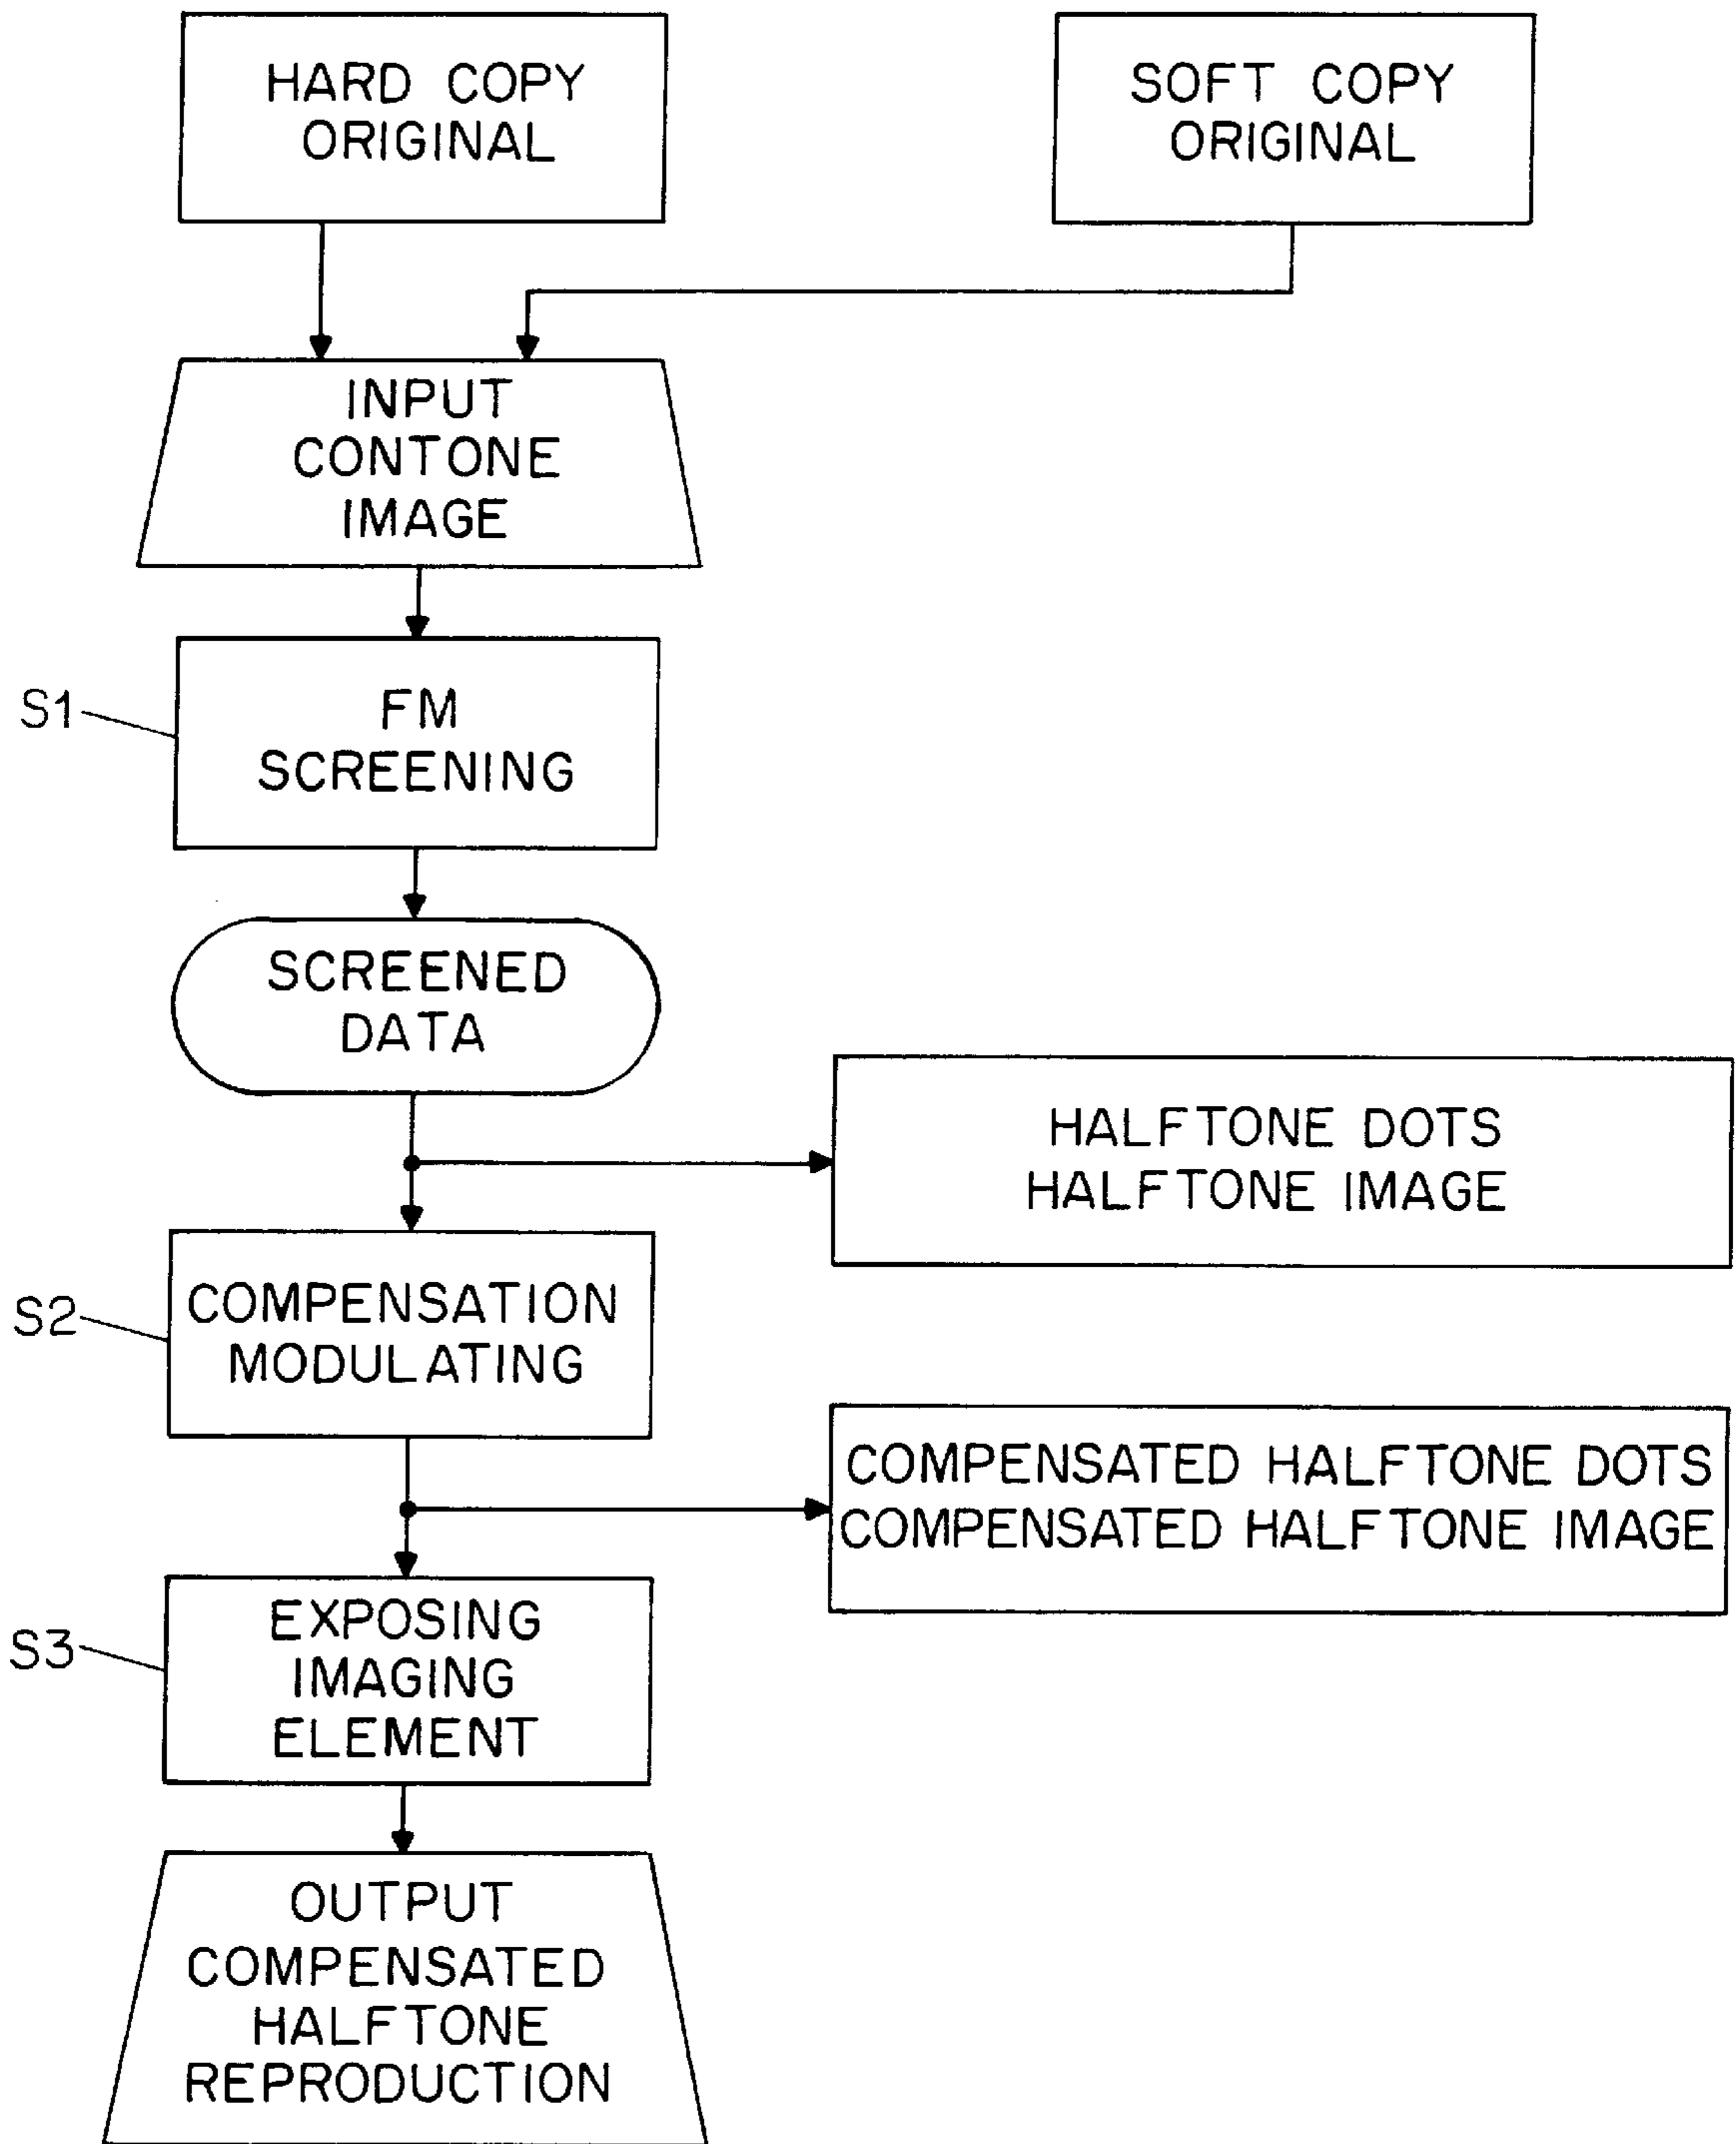 HARD COPY
ORIGINAL
SOFT COPY
ORIGINAL
INPUT
CONTONE
IMAGE
S1
FM
SCREENING
SCREENED
DATA
HALFTONE DOTS
HALFTONE IMAGE
S2
COMPENSATION
MODULATING
COMPENSATED HALFTONE DOTS
COMPENSATED HALFTONE IMAGE
S3
EXPOSING
IMAGING
ELEMENT
OUTPUT
COMPENSATED
HALFTONE
REPRODUCTION